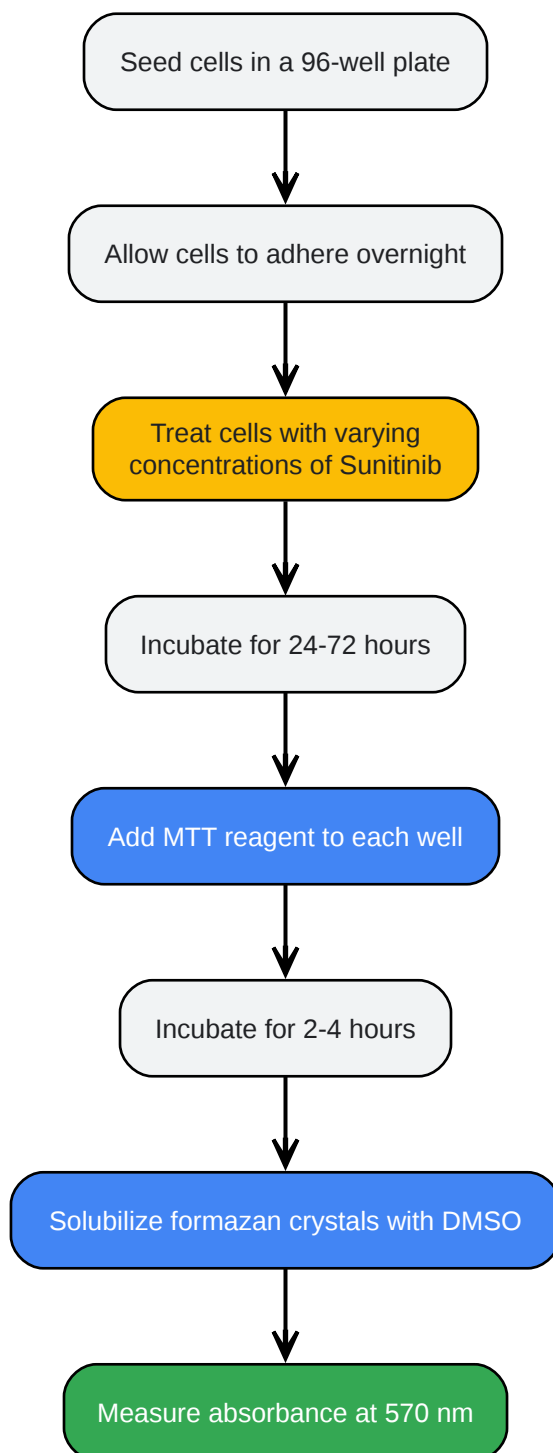 Seed cells in a 96-well plate
Allow cells to adhere overnight
Treat cells with varying
concentrations of Sunitinib
Incubate for 24-72 hours
Add MTT reagent to each well
Incubate for 2-4 hours
Solubilize formazan crystals with DMSO
Measure absorbance at 570 nm